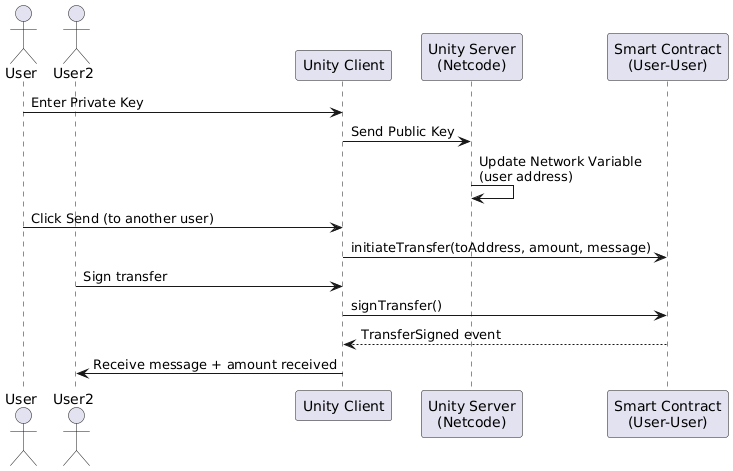 User
User2
Unity Client
Unity Server
(Netcode)
Smart Contract
(User-User)
Enter Private Key
Send Public Key
Update Network Variable
(user address)
Click Send (to another user)
initiateTransfer(toAddress, amount, message)
Sign transfer
signTransfer()
TransferSigned event
Receive message + amount received
User
User2
Unity Client
Unity Server
(Netcode)
Smart Contract
(User-User)